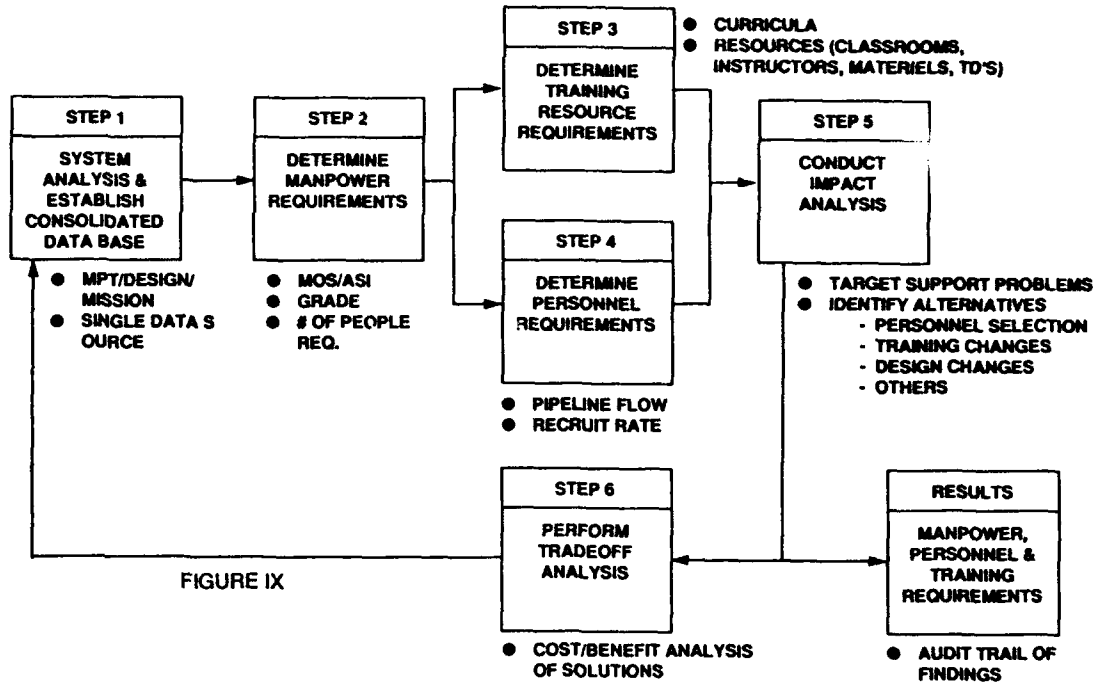 STEP 1
SYSTEM
ANALYSIS &
ESTABLISH
CONSOLIDATED
DATA BASE
● MPT/DESIGN/
MISSION
● SINGLE DATA S
OURCE
STEP 2
DETERMINE
MANPOWER
REQUIREMENTS
● MOS/ASI
● GRADE
● # OF PEOPLE
REQ.
STEP 3
DETERMINE
TRAINING
RESOURCE
REQUIREMENTS
● CURRICULA
● RESOURCES (CLASSROOMS,
INSTRUCTORS, MATERIELS, TD'S)
STEP 4
DETERMINE
PERSONNEL
REQUIREMENTS
● PIPELINE FLOW
● RECRUIT RATE
STEP 5
CONDUCT
IMPACT
ANALYSIS
● TARGET SUPPORT PROBLEMS
● IDENTIFY ALTERNATIVES
- PERSONNEL SELECTION
- TRAINING CHANGES
- DESIGN CHANGES
- OTHERS
STEP 6
PERFORM
TRADEOFF
ANALYSIS
● COST/BENEFIT ANALYSIS
OF SOLUTIONS
RESULTS
MANPOWER,
PERSONNEL &
TRAINING
REQUIREMENTS
● AUDIT TRAIL OF
FINDINGS
FIGURE IX